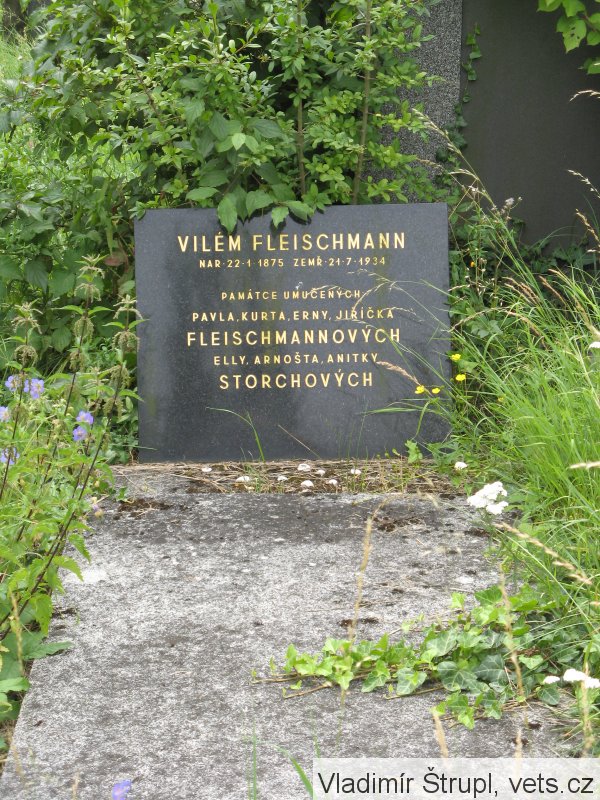 VILÉM FLEISCHMANN
NAR·22·1·1875 ZEMŘ·21·7·1934
PAMÁTCE UMUČENÝCH
PAVLA, KURTA, ERNY, JIŘÍČKA
FLEISCHMANNOVÝCH
ELLY, ARNOŠTA, ANITKY
STORCHOVÝCH
Vladimír Štrupl, vets.cz